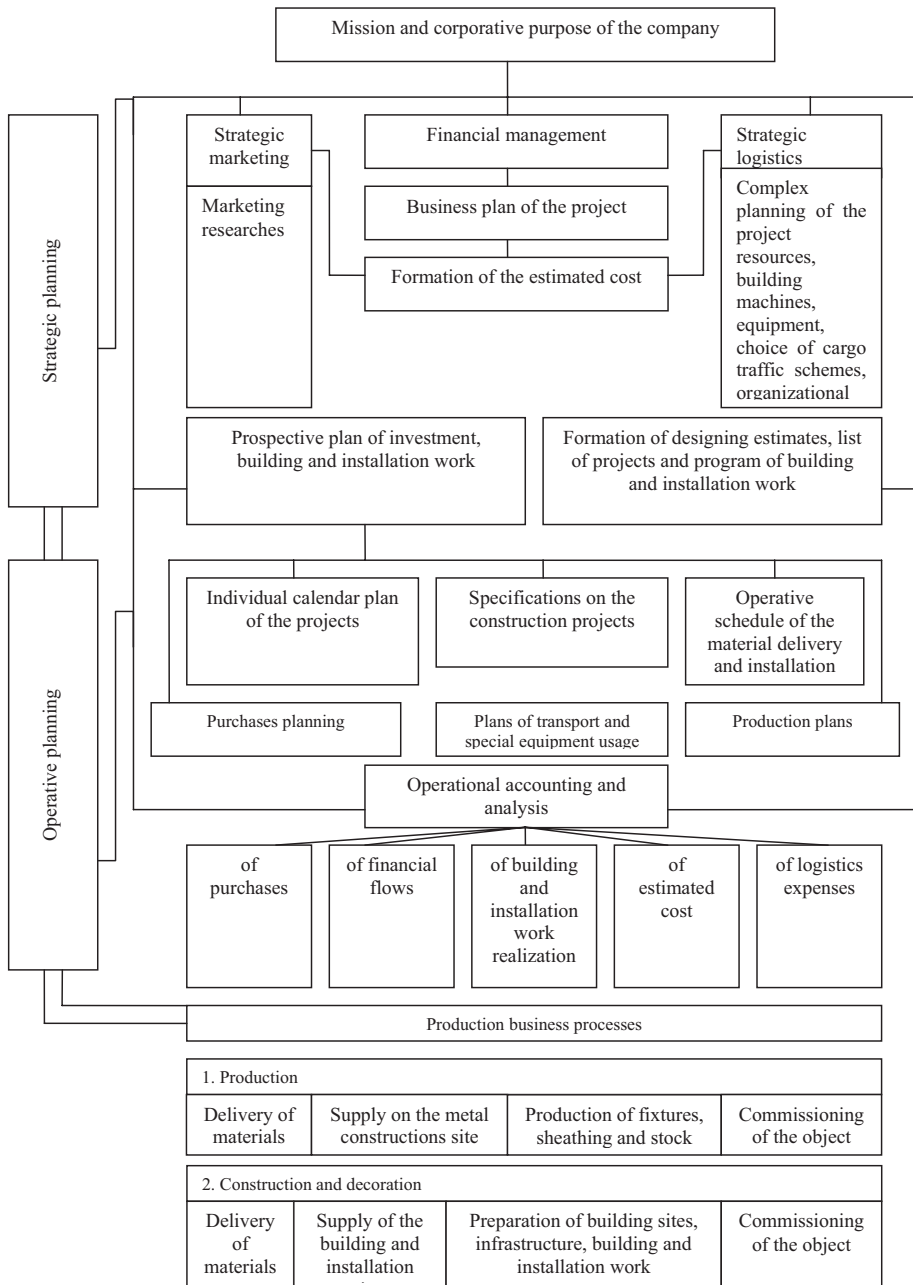 Mission and corporative purpose of the company
Strategic planning
Strategic
marketing
Financial management
Strategic
logistics
Marketing
researches
Business plan of the project
Formation of the estimated cost
Complex
planning of the
project
resources,
building
machines,
equipment,
choice of cargo
traffic schemes,
organizational
Prospective plan of investment,
building and installation work
Formation of designing estimates, list
of projects and program of building
and installation work
Operative planning
Individual calendar plan
of the projects
Specifications on the
construction projects
Operative
schedule of the
material delivery
and installation
Purchases planning
Plans of transport and
special equipment usage
Production plans
Operational accounting and
analysis
of
purchases
of financial
flows
of building
and
installation
work
realization
of
estimated
cost
of logistics
expenses
Production business processes
1. Production
Delivery of
materials
Supply on the metal
constructions site
Production of fixtures,
sheathing and stock
Commissioning
of the object
2. Construction and decoration
Delivery
of
materials
Supply of the
building and
installation
Preparation of building sites,
infrastructure, building and
installation work
Commissioning
of the object